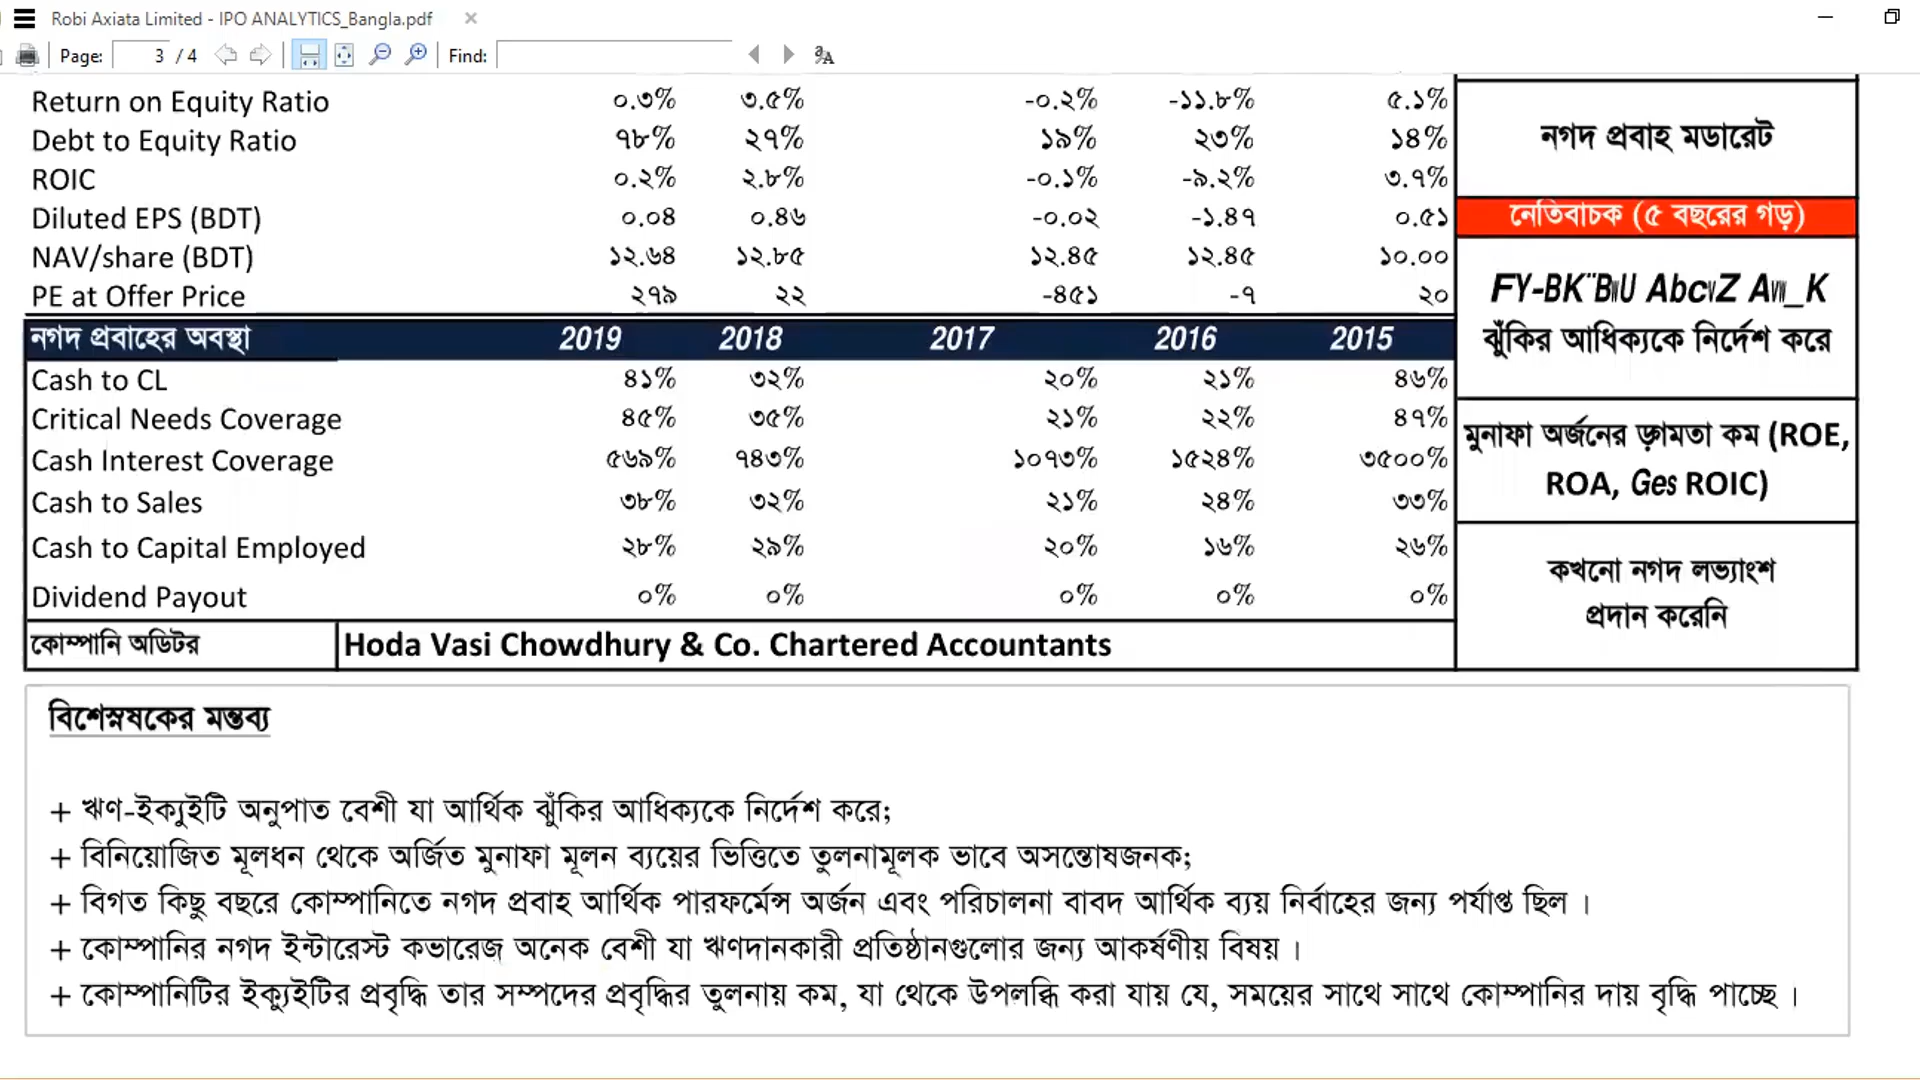 Robi Axiata Limited - IPO ANALYTICS_Bangla.pdf
Page: 3 / 4 Find:
Return on Equity Ratio ০.৩% ৩.৫% -০.২% -১১.৮% ৫.১%
Debt to Equity Ratio ৭৮% ২৭% ১৯% ২৩% ১৪%
ROIC ০.২% ২.৮% -০.১% -৯.২% ৩.৭%
Diluted EPS (BDT) ০.০৪ ০.৪৬ -০.০২ -১.৪৭ ০.৫১
NAV/share (BDT) ১২.৬৪ ১২.৮৫ ১২.৪৫ ১২.৪৫ ১০.০০
PE at Offer Price ২৭৯ ২২ -৪৫১ -৭ ২০
নগদ প্রবাহের অবস্থা 2019 2018 2017 2016 2015
Cash to CL ৪১% ৩২% ২০% ২১% ৪৬%
Critical Needs Coverage ৪৫% ৩৫% ২১% ২২% ৪৭%
Cash Interest Coverage ৫৬৯% ৭৪৩% ১০৭৩% ১৫২৪% ৩৫০০%
Cash to Sales ৩৮% ৩২% ২১% ২৪% ৩৩%
Cash to Capital Employed ২৮% ২৯% ২০% ১৬% ২৬%
Dividend Payout ০% ০% ০% ০% ০%
কোম্পানি অডিটর Hoda Vasi Chowdhury & Co. Chartered Accountants
নগদ প্রবাহ মডারেট
নেতিবাচক (৫ বছরের গড়)
FY-BK¨BwU AbcvZ Avw_K
ঝুঁকির আধিক্যকে নির্দেশ করে
মুনাফা অর্জনের ড়্গমতা কম (ROE,
ROA, Ges ROIC)
কখনো নগদ লভ্যাংশ
প্রদান করেনি
বিশেস্নষকের মন্তব্য
+ ঋণ-ইক্যুইটি অনুপাত বেশী যা আর্থিক ঝুঁকির আধিক্যকে নির্দেশ করে;
+ বিনিয়োজিত মূলধন থেকে অর্জিত মুনাফা মূলন ব্যয়ের ভিত্তিতে তুলনামূলক ভাবে অসন্তোষজনক;
+ বিগত কিছু বছরে কোম্পানিতে নগদ প্রবাহ আর্থিক পারফর্মেন্স অর্জন এবং পরিচালনা বাবদ আর্থিক ব্যয় নির্বাহের জন্য পর্যাপ্ত ছিল ।
+ কোম্পানির নগদ ইন্টারেস্ট কভারেজ অনেক বেশী যা ঋণদানকারী প্রতিষ্ঠানগুলোর জন্য আকর্ষণীয় বিষয় ।
+ কোম্পানিটির ইক্যুইটির প্রবৃদ্ধি তার সম্পদের প্রবৃদ্ধির তুলনায় কম, যা থেকে উপলব্ধি করা যায় যে, সময়ের সাথে সাথে কোম্পানির দায় বৃদ্ধি পাচ্ছে ।